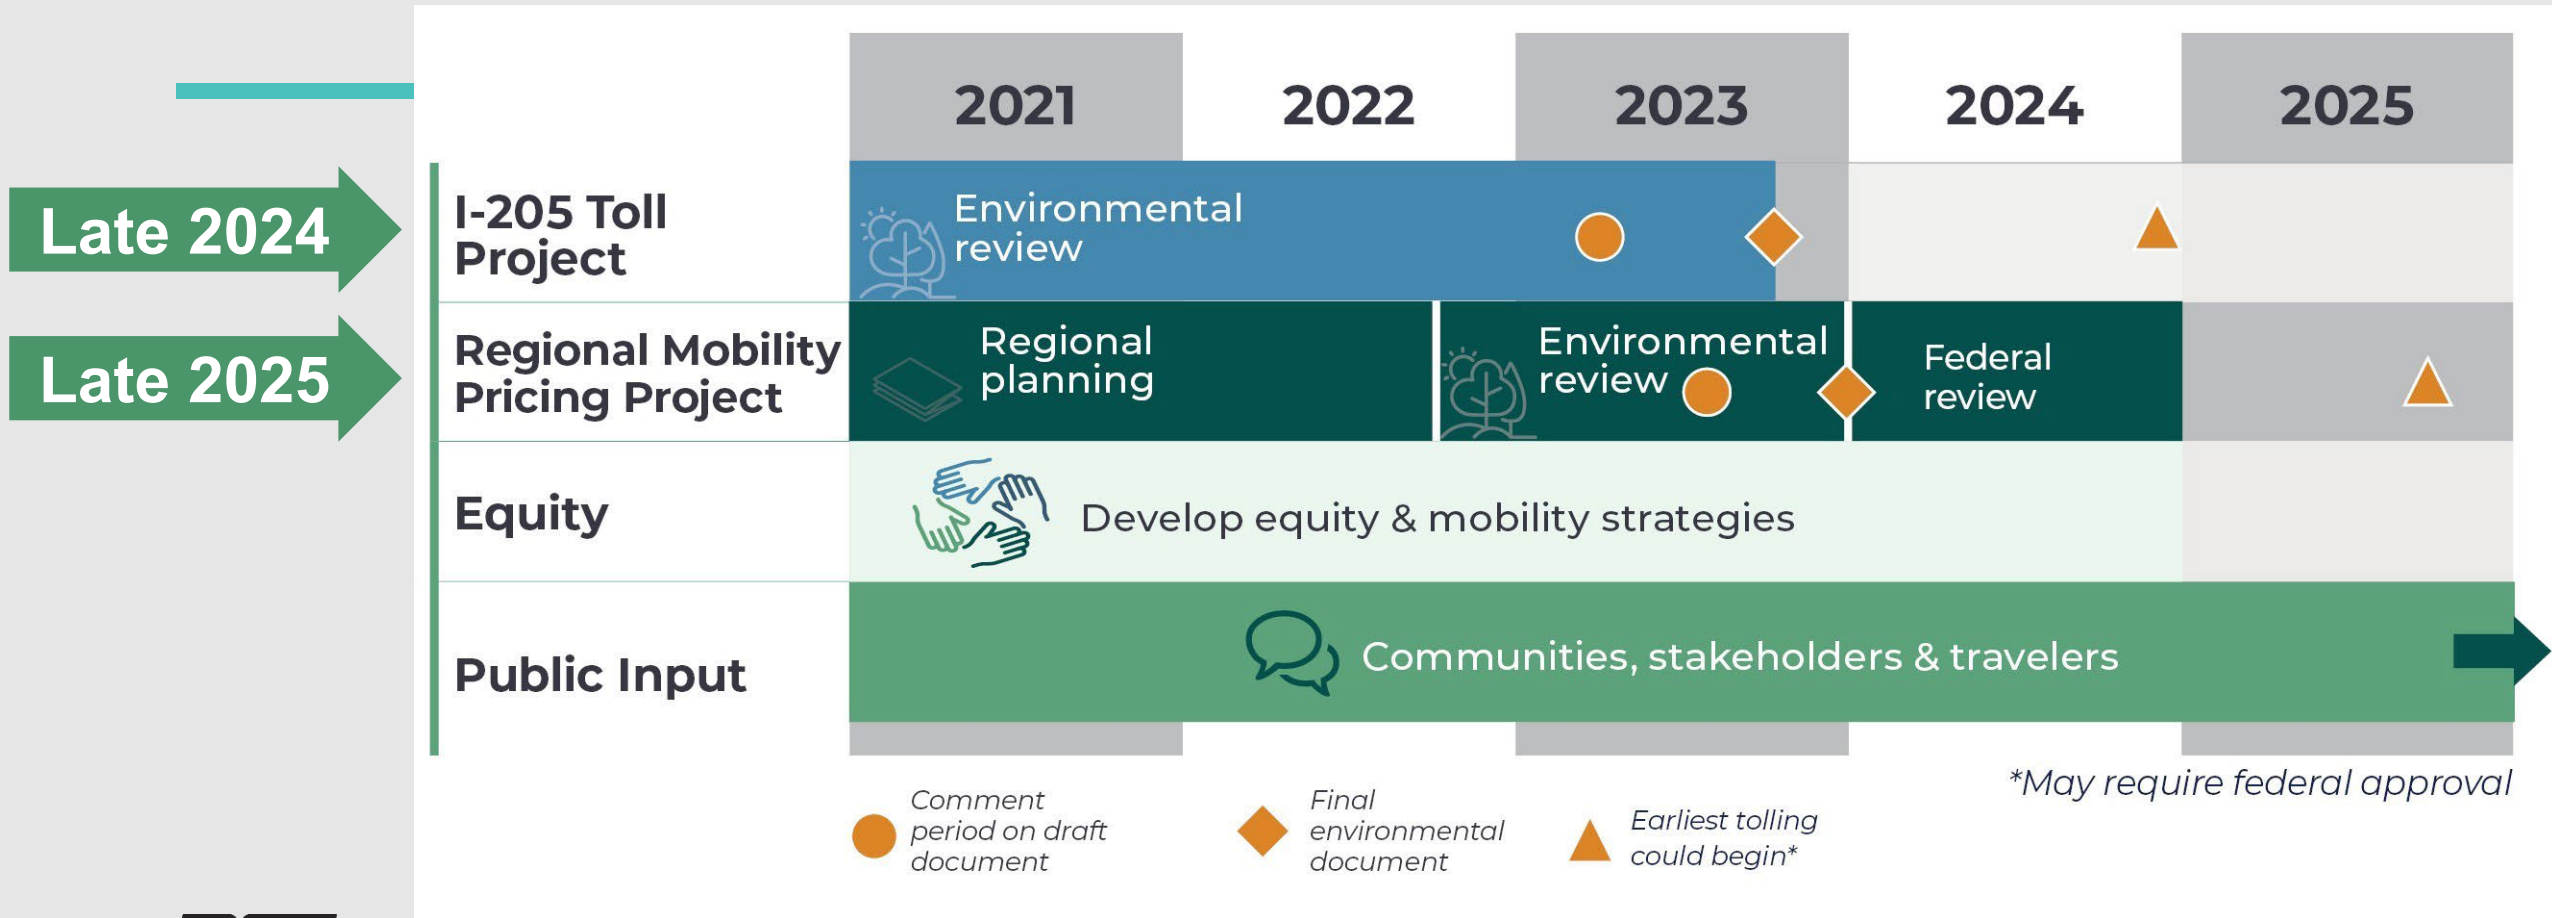 2021 2022 2023 2024 2025
Late 2024
I-205 Toll
Project
Environmental
review
Late 2025
Regional Mobility
Pricing Project
Regional
planning
Environmental
review
Federal
review
Equity
Develop equity & mobility strategies
Public Input
Communities, stakeholders & travelers
*May require federal approval
Comment
period on draft
document
Final
environmental
document
Earliest tolling
could begin*